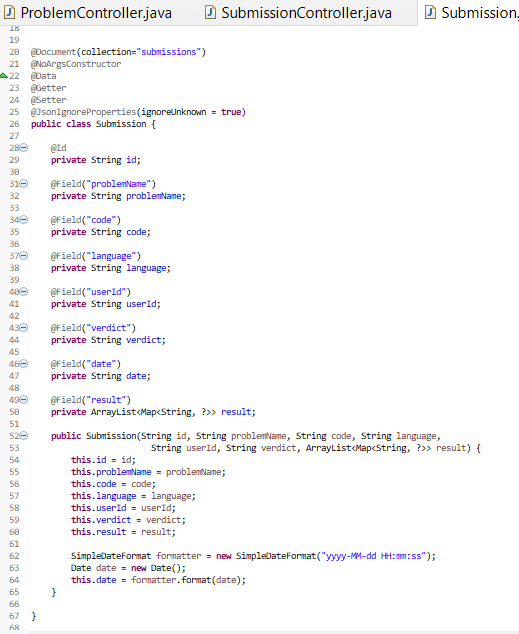 ProblemController.java SubmissionController.java Submission.
18
19
20 @Document(collection="submissions")
21 @NoArgsConstructor
22 @Data
23 @Getter
24 @Setter
25 @JsonIgnoreProperties(ignoreUnknown = true)
26 public class Submission {
27
28 @Id
29 private String id;
30
31 @Field("problemName")
32 private String problemName;
33
34 @Field("code")
35 private String code;
36
37 @Field("language")
38 private String language;
39
40 @Field("userId")
41 private String userId;
42
43 @Field("verdict")
44 private String verdict;
45
46 @Field("date")
47 private String date;
48
49 @Field("result")
50 private ArrayList<Map<String, ?>> result;
51
52 public Submission(String id, String problemName, String code, String language,
53 String userId, String verdict, ArrayList<Map<String, ?>> result) {
54 this.id = id;
55 this.problemName = problemName;
56 this.code = code;
57 this.language = language;
58 this.userId = userId;
59 this.verdict = verdict;
60 this.result = result;
61
62 SimpleDateFormat formatter = new SimpleDateFormat("yyyy-MM-dd HH:mm:ss");
63 Date date = new Date();
64 this.date = formatter.format(date);
65 }
66
67 }
68